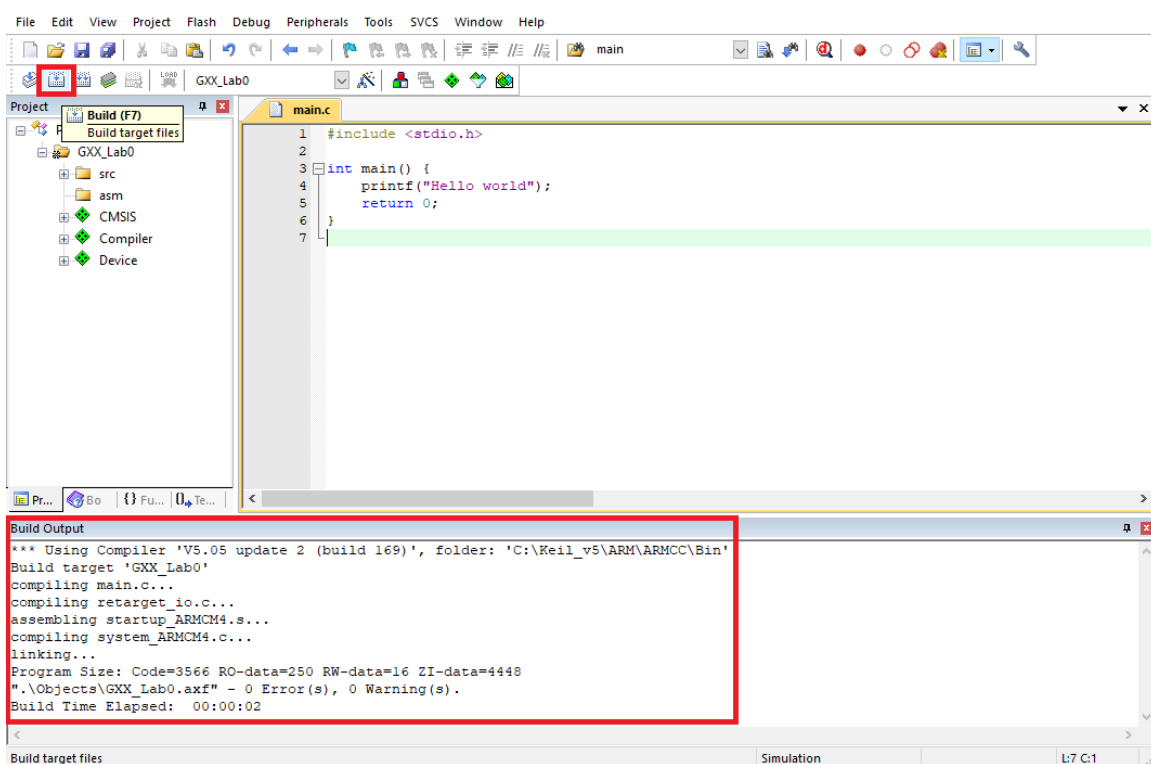 File Edit View Project Flash Debug Peripherals Tools SVCS Window Help
main
LOAD
GXX_Lab0
Project
main.c
Build (F7)
Build target files
P
GXX_Lab0
src
asm
CMSIS
Compiler
Device
1 #include <stdio.h>
2
3 int main() {
4 printf("Hello world");
5 return 0;
6 }
7
Pr... Bo {} Fu... 0 Te...
Build Output
*** Using Compiler 'V5.05 update 2 (build 169)', folder: 'C:\Keil_v5\ARM\ARMCC\Bin'
Build target 'GXX_Lab0'
compiling main.c...
compiling retarget_io.c...
assembling startup_ARMCM4.s...
compiling system_ARMCM4.c...
linking...
Program Size: Code=3566 RO-data=250 RW-data=16 ZI-data=4448
".\Objects\GXX_Lab0.axf" - 0 Error(s), 0 Warning(s).
Build Time Elapsed:  00:00:02
Build target files Simulation L:7 C:1